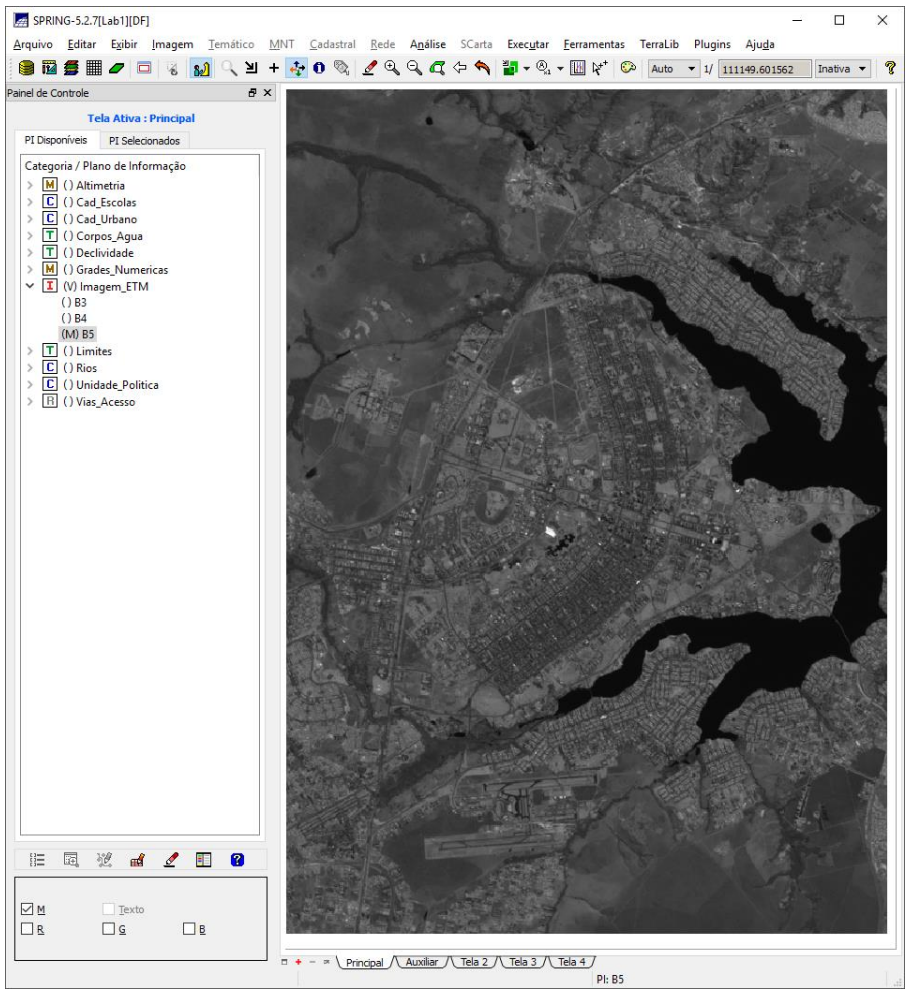 SPRING-5.2.7[Lab1][DF]
Arquivo Editar Exibir Imagem Temático MNT Cadastral Rede Análise SCarta Executar Ferramentas TerraLib Plugins Ajuda
Auto 1/ 111149.601562 Inativa
Painel de Controle
Tela Ativa : Principal
PI Disponíveis PI Selecionados
Categoria / Plano de Informação
M () Altimetria
C () Cad_Escolas
C () Cad_Urbano
T () Corpos_Agua
T () Declividade
M () Grades_Numericas
I (V) Imagem_ETM
() B3
() B4
(M) B5
T () Limites
C () Rios
C () Unidade_Politica
R () Vias_Acesso
M Texto
R G B
Principal Auxiliar Tela 2 Tela 3 Tela 4
PI: B5